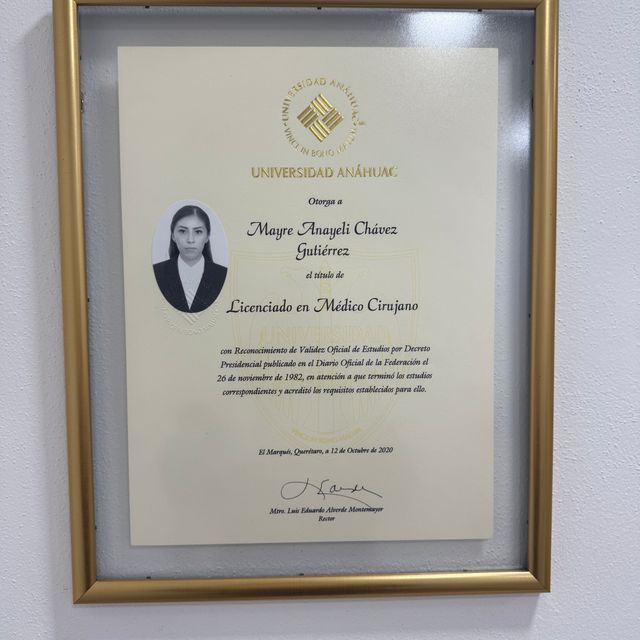 UNIVERSIDAD ANÁHUAC
VINCE IN BONO MALUM
UNIVERSIDAD ANÁHUAC
Otorga a
Mayre Anayeli Chávez
Gutiérrez
el título de
Licenciado en Médico Cirujano
con Reconocimiento de Validez Oficial de Estudios por Decreto
Presidencial publicado en el Diario Oficial de la Federación el
26 de noviembre de 1982, en atención a que terminó los estudios
correspondientes y acreditó los requisitos establecidos para ello.
El Marqués, Querétaro, a 12 de Octubre de 2020
Mtro. Luis Eduardo Alverde Montemayor
Rector